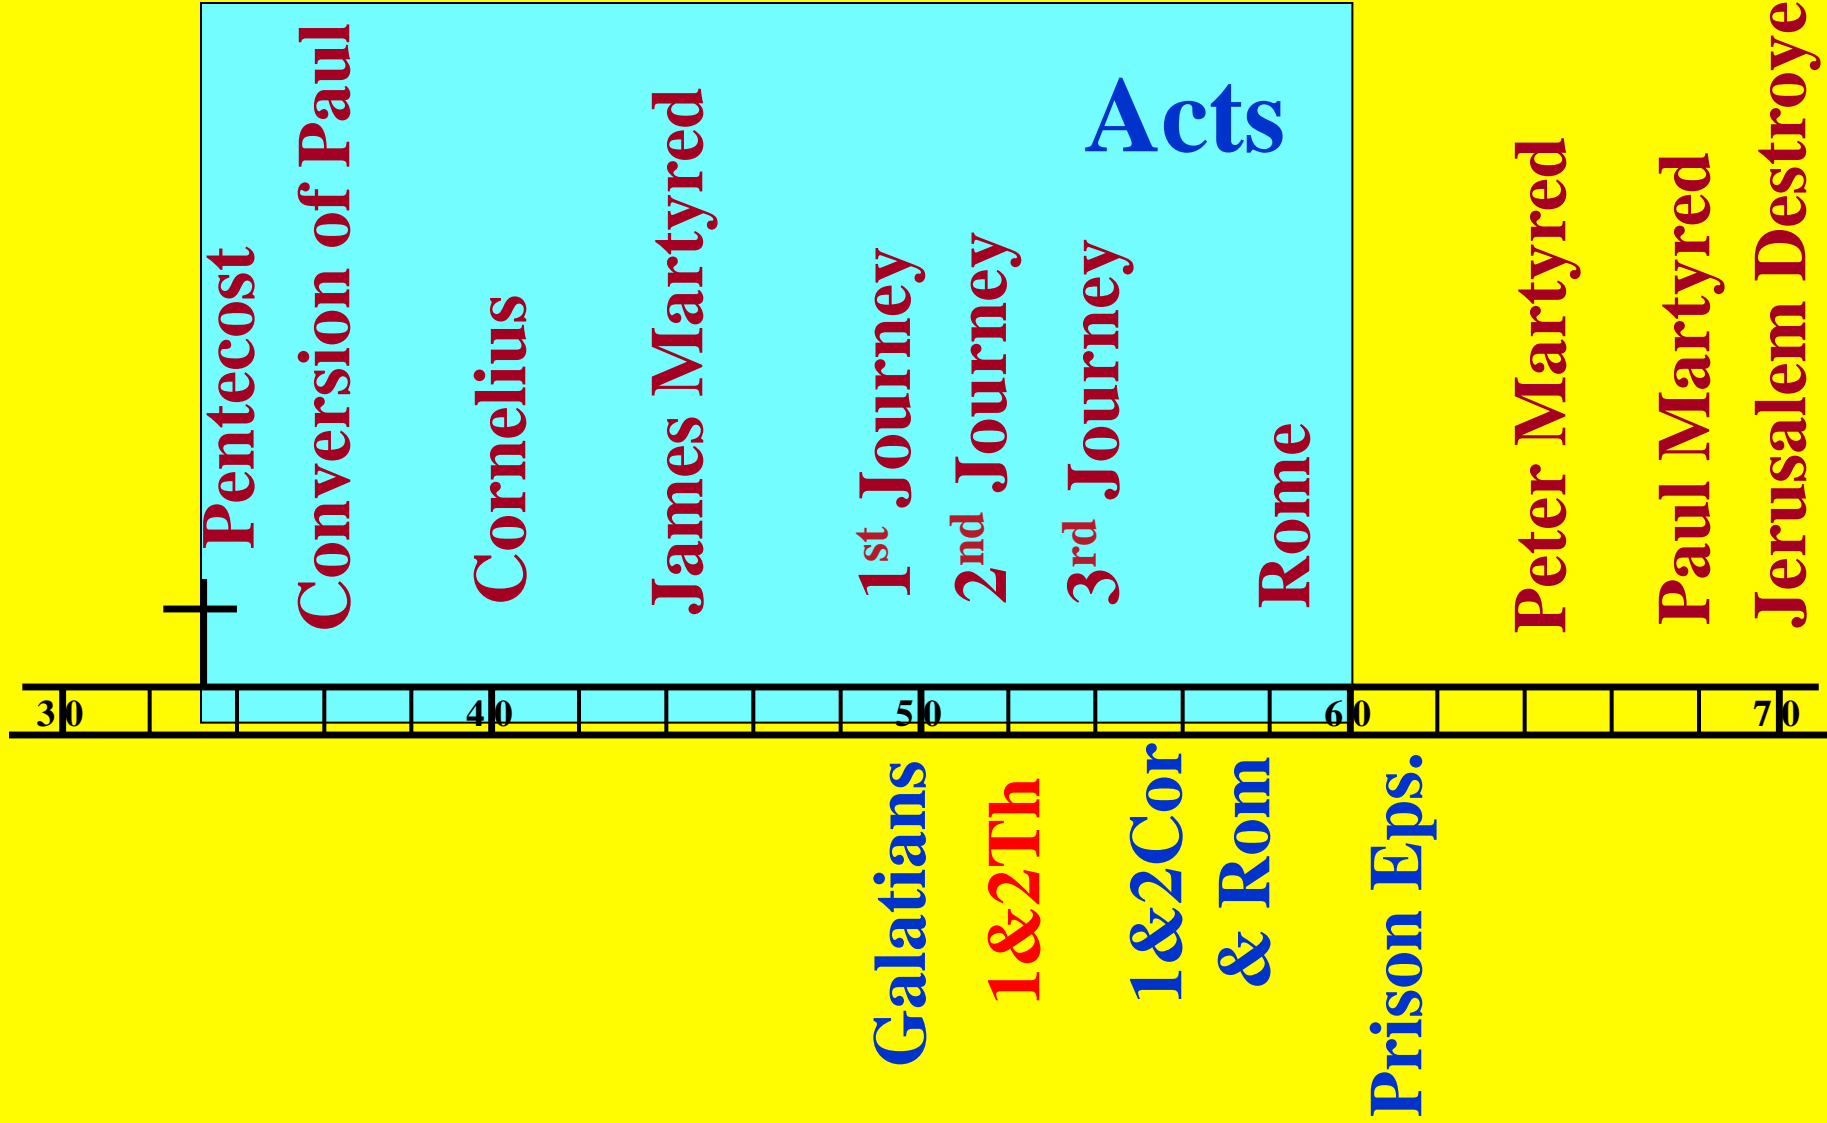 Pentecost
Conversion of Paul
Cornelius
James Martyred
1st Journey
2nd Journey
3rd Journey
Rome
Acts
Peter Martyred
Paul Martyred
Jerusalem Destroye
30
40
50
60
70
Galatians
1&2Th
1&2Cor
& Rom
Prison Eps.